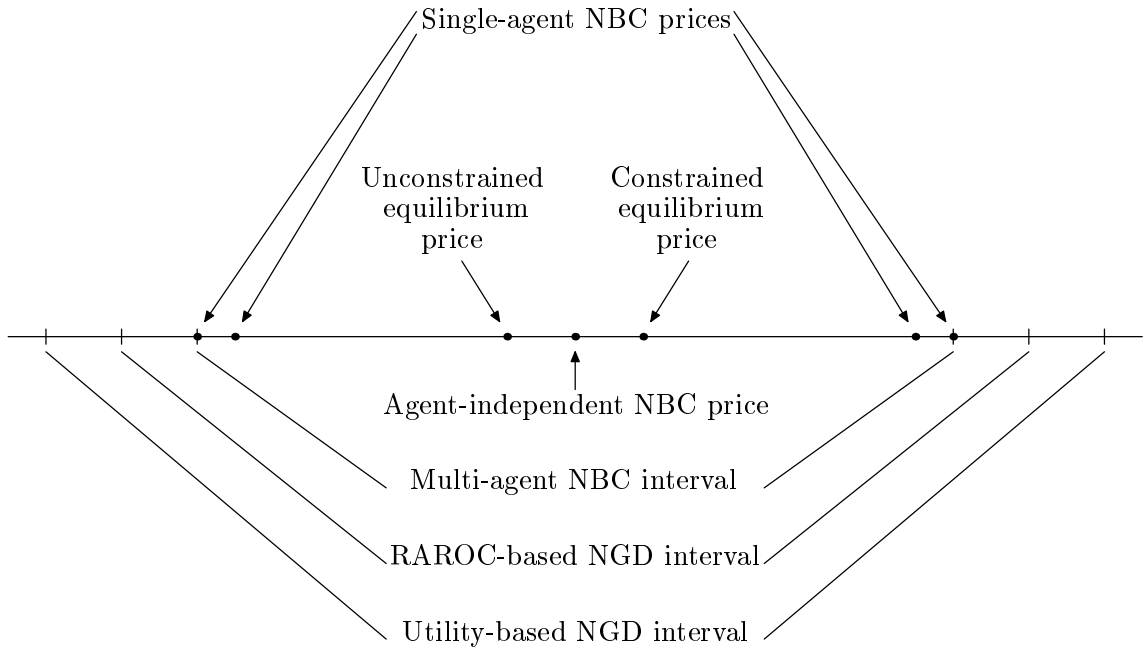 Single-agent NBC prices
Unconstrained
equilibrium
price
Constrained
equilibrium
price
Agent-independent NBC price
Multi-agent NBC interval
RAROC-based NGD interval
Utility-based NGD interval